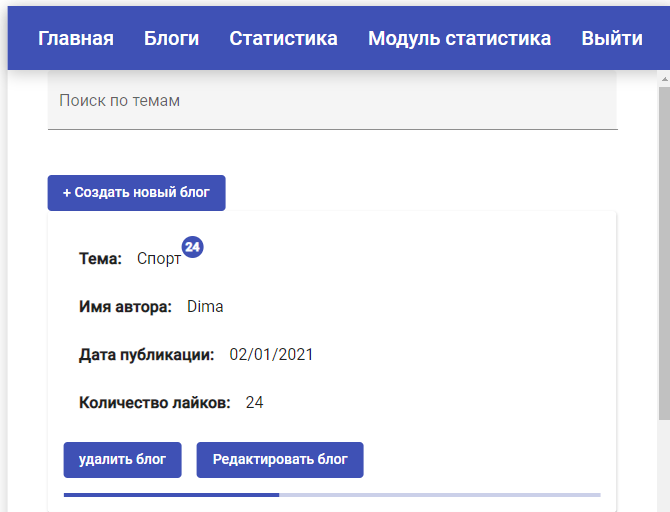 Главная Блоги Статистика Модуль статистика Выйти
Поиск по темам
+ Создать новый блог
Тема: Спорт 24
Имя автора: Dima
Дата публикации: 02/01/2021
Количество лайков: 24
удалить блог Редактировать блог